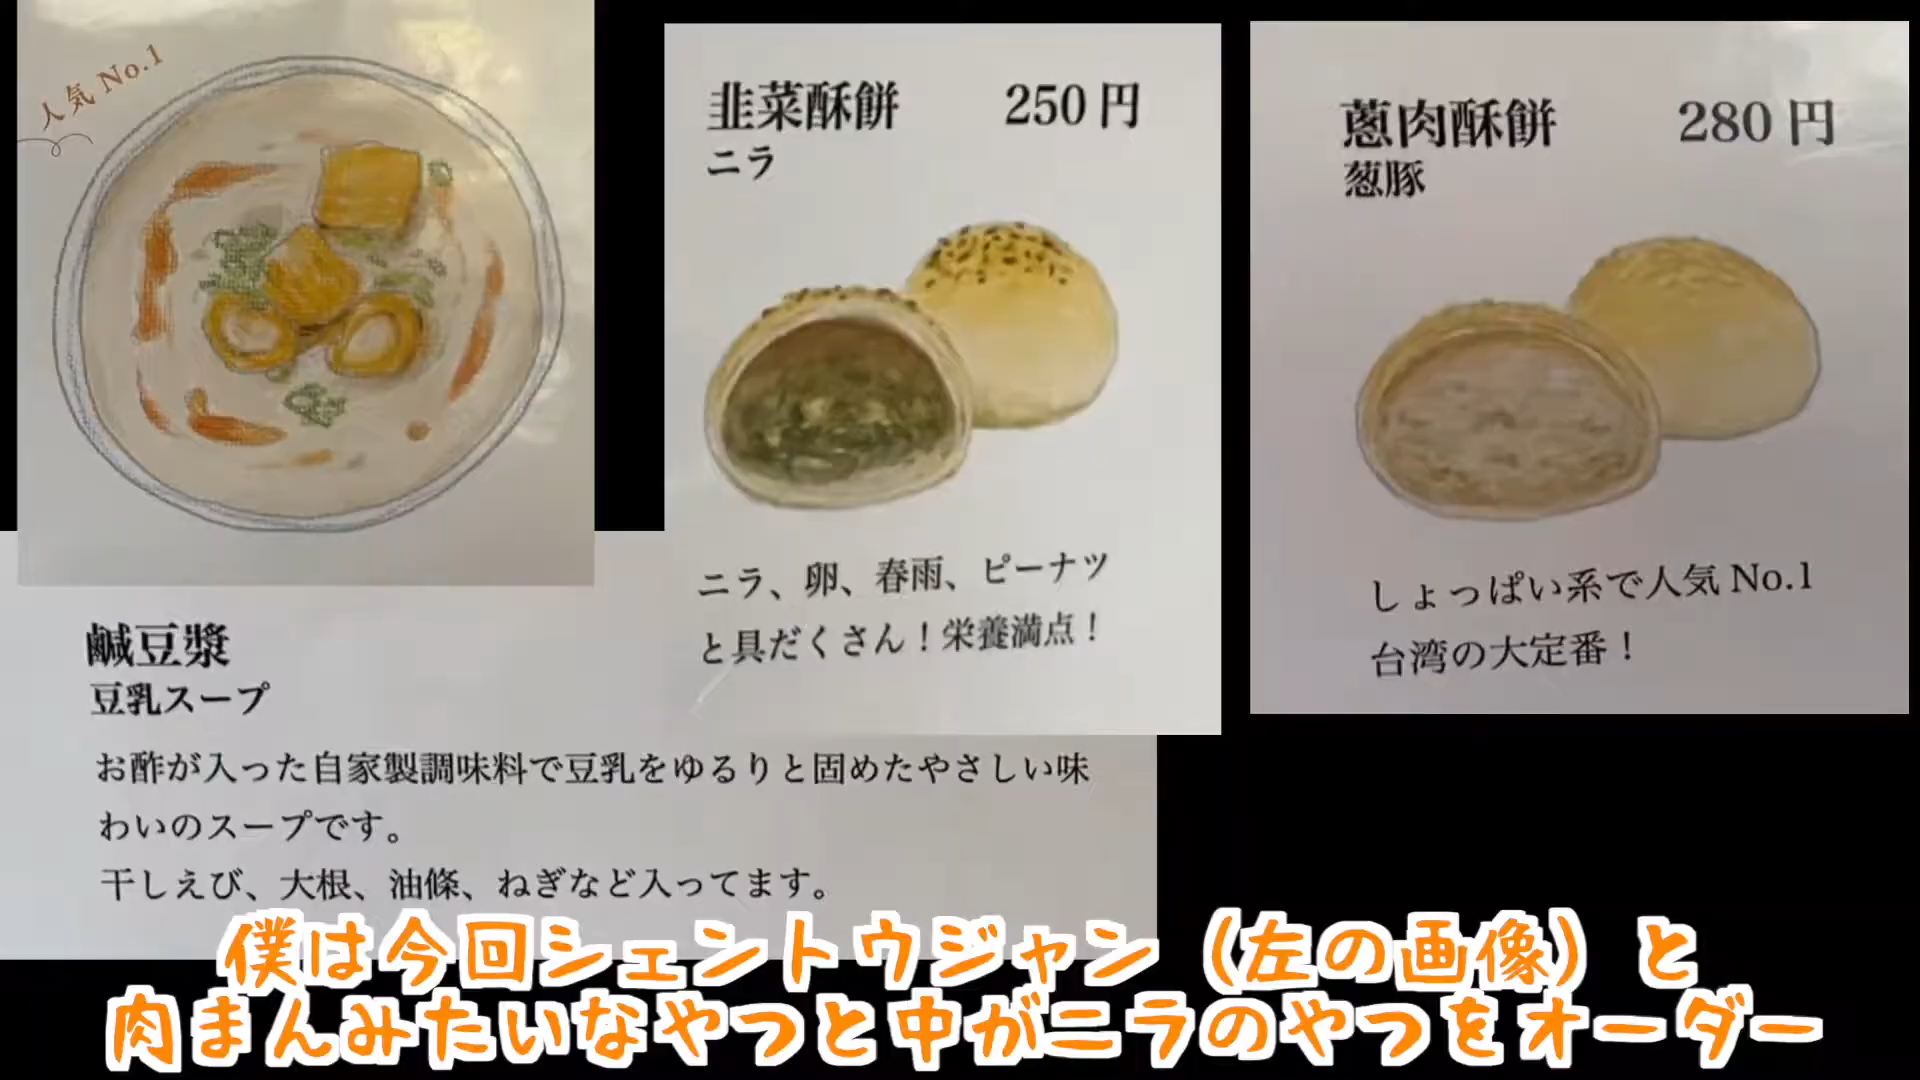 人気 No.1
鹹豆漿
豆乳スープ
お酢が入った自家製調味料で豆乳をゆるりと固めたやさしい味
わいのスープです。
干しえび、大根、油條、ねぎなど入ってます。
韭菜酥餅 250円
ニラ
ニラ、卵、春雨、ピーナツ
と具だくさん！栄養満点！
蔥肉酥餅 280円
葱豚
しょっぱい系で人気 No.1
台湾の大定番！
僕は今回シェントウジャン（左の画像）と
肉まんみたいなやつと中がニラのやつをオーダー